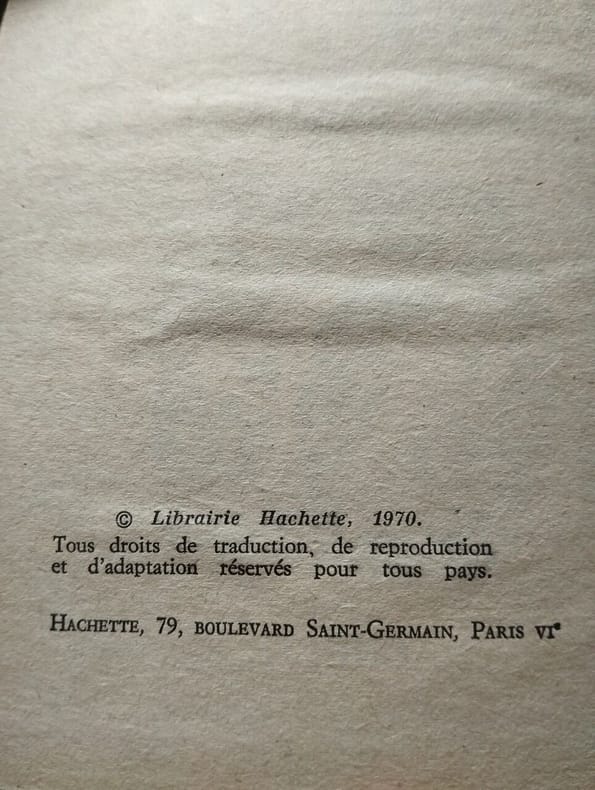 © Librairie Hachette, 1970.
Tous droits de traduction, de reproduction
et d'adaptation réservés pour tous pays.
HACHETTE, 79, BOULEVARD SAINT-GERMAIN, PARIS VIᵉ